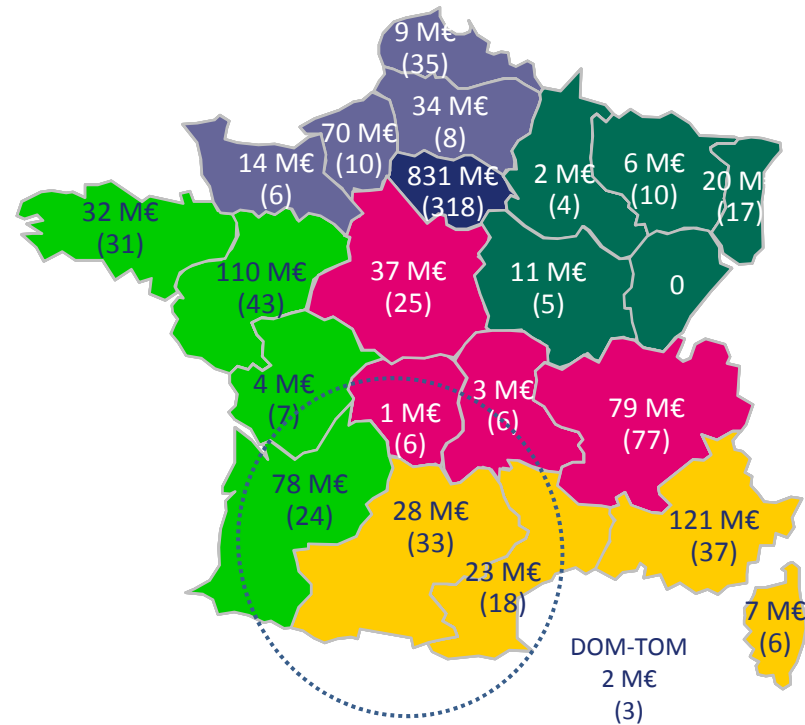 9 M€
(35)
34 M€
(8)
70 M€
(10)
14 M€
(6)
831 M€
(318)
2 M€
(4)
6 M€
(10)
20 M
(17)
32 M€
(31)
110 M€
(43)
37 M€
(25)
11 M€
(5)
0
4 M€
(7)
1 M€
(6)
3 M€
(6)
79 M€
(77)
78 M€
(24)
28 M€
(33)
23 M€
(18)
121 M€
(37)
7 M€
(6)
DOM-TOM
2 M€
(3)